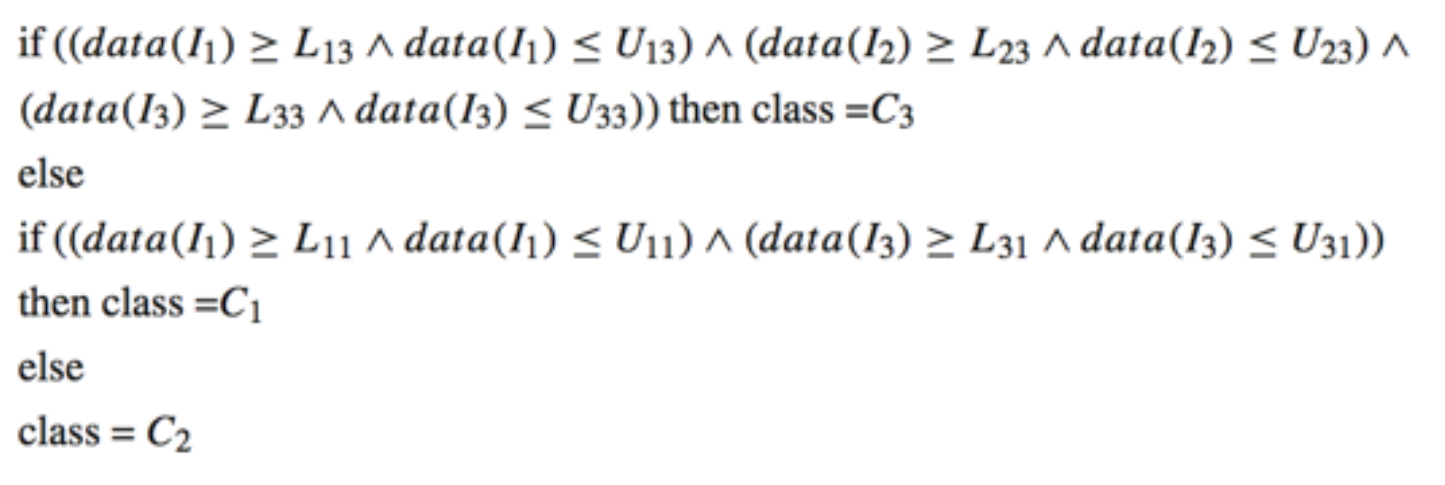 if ((data(I₁) ≥ L₁₃ ∧ data(I₁) ≤ U₁₃) ∧ (data(I₂) ≥ L₂₃ ∧ data(I₂) ≤ U₂₃) ∧
(data(I₃) ≥ L₃₃ ∧ data(I₃) ≤ U₃₃)) then class =C₃
else
if ((data(I₁) ≥ L₁₁ ∧ data(I₁) ≤ U₁₁) ∧ (data(I₃) ≥ L₃₁ ∧ data(I₃) ≤ U₃₁))
then class =C₁
else
class = C₂